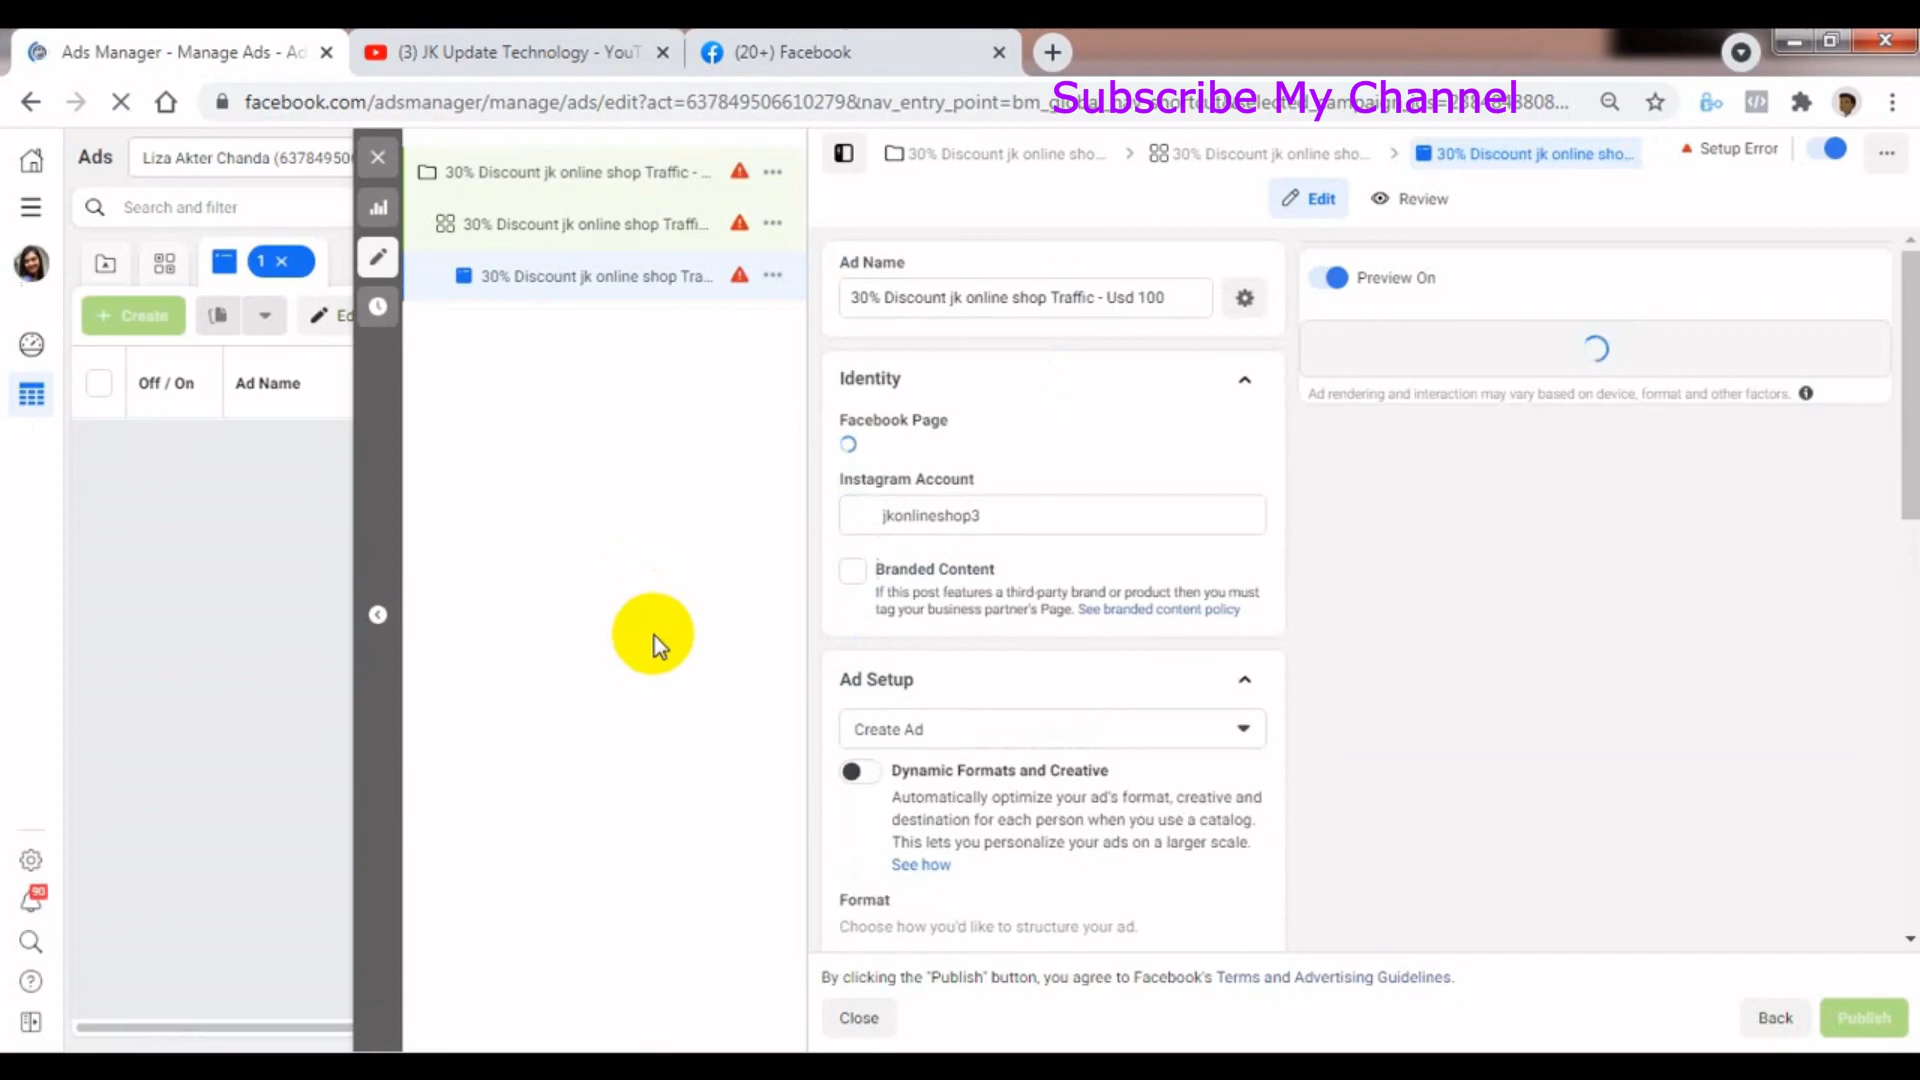 Ads Manager - Manage Ads - Ad
(3) JK Update Technology - YouT
(20+) Facebook
Subscribe My Channel
facebook.com/adsmanager/manage/ads/edit?act=637849506610279&nav_entry_point=bm_g
Ads
Liza Akter Chanda (63784950
Search and filter
1
+ Create
Ed
Off / On
Ad Name
90
30% Discount jk online shop Traffic - ...
30% Discount jk online shop Traffi...
30% Discount jk online shop Tra...
30% Discount jk online sho...
30% Discount jk online sho...
30% Discount jk online sho...
Setup Error
Edit
Review
Ad Name
30% Discount jk online shop Traffic - Usd 100
Identity
Facebook Page
Instagram Account
jkonlineshop3
Branded Content
If this post features a third-party brand or product then you must
tag your business partner's Page. See branded content policy
Ad Setup
Create Ad
Dynamic Formats and Creative
Automatically optimize your ad's format, creative and
destination for each person when you use a catalog.
This lets you personalize your ads on a larger scale.
See how
Format
Choose how you'd like to structure your ad.
Preview On
Ad rendering and interaction may vary based on device, format and other factors.
By clicking the "Publish" button, you agree to Facebook's Terms and Advertising Guidelines.
Close
Back
Publish